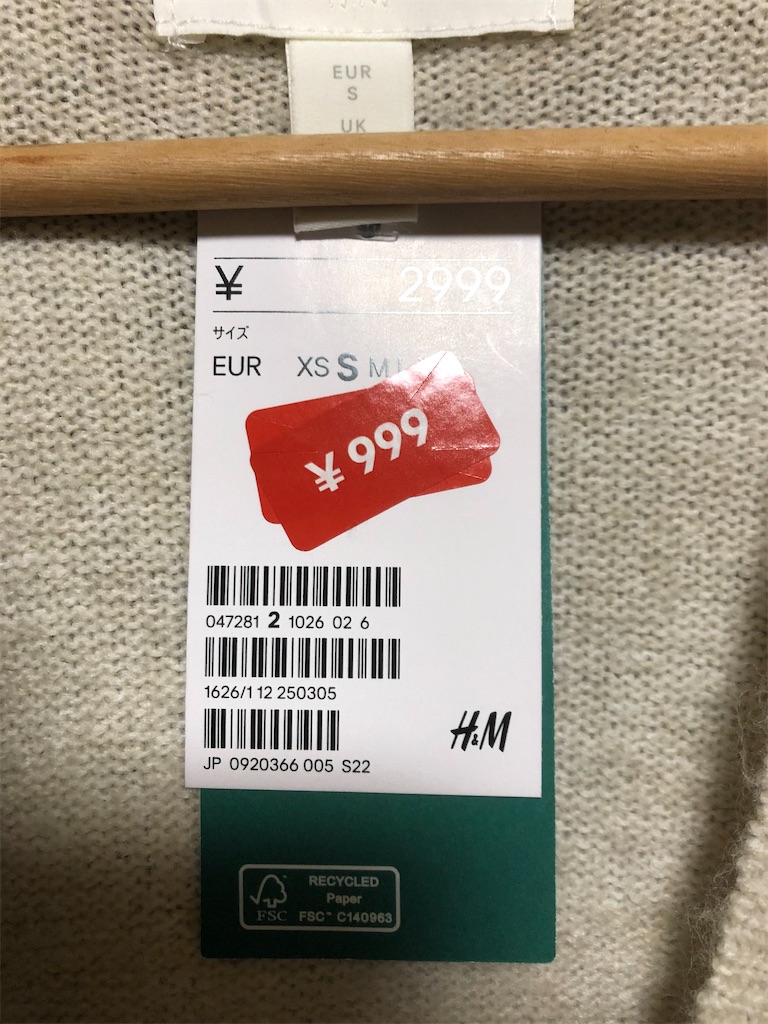 EUR
S
UK
¥ 2999
サイズ
EUR XS S M
¥ 999
047281 2 1026 02 6
1626/1 12 250305
JP 0920366 005 S22
H&M
RECYCLED
Paper
FSC
FSC™ C140963